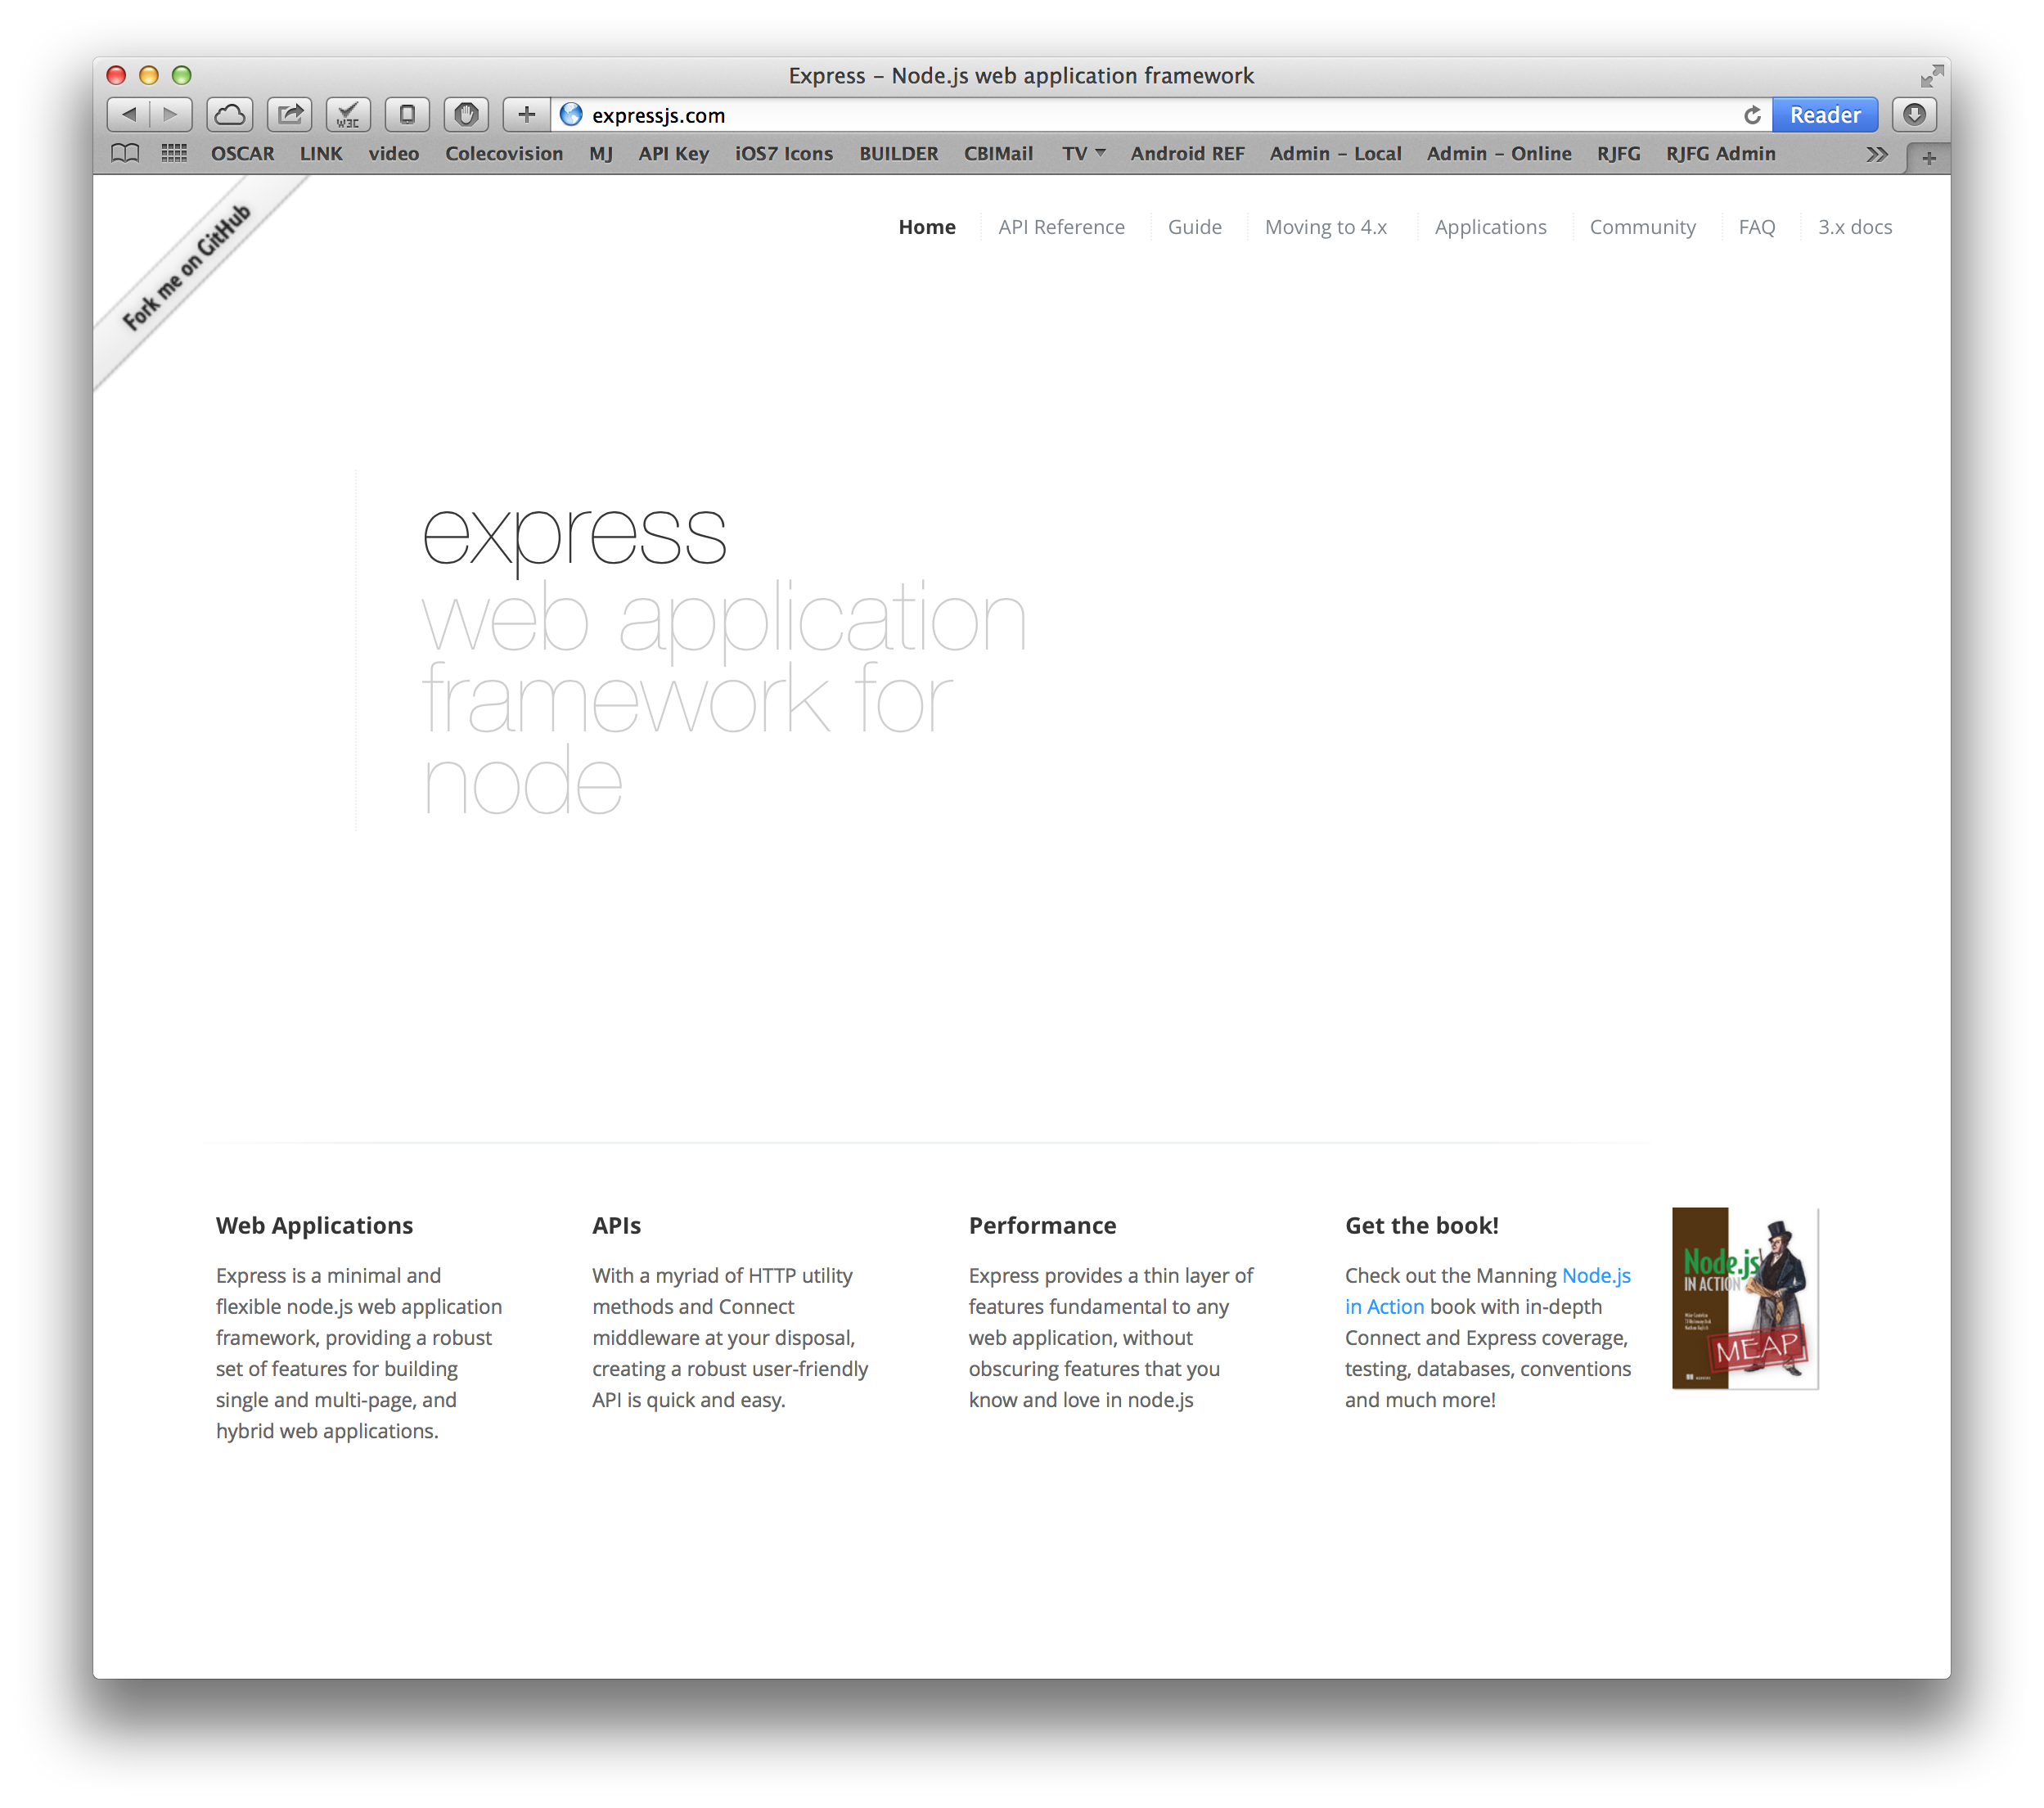 Express – Node.js web application framework
W3C
expressjs.com
Reader
OSCAR LINK video Colecovision MJ API Key iOS7 Icons BUILDER CBIMail TV Android REF Admin – Local Admin – Online RJFG RJFG Admin
Fork me on GitHub
Home API Reference Guide Moving to 4.x Applications Community FAQ 3.x docs
express
web application
framework for
node
Web Applications
Express is a minimal and
flexible node.js web application
framework, providing a robust
set of features for building
single and multi-page, and
hybrid web applications.
APIs
With a myriad of HTTP utility
methods and Connect
middleware at your disposal,
creating a robust user-friendly
API is quick and easy.
Performance
Express provides a thin layer of
features fundamental to any
web application, without
obscuring features that you
know and love in node.js
Get the book!
Check out the Manning Node.js
in Action book with in-depth
Connect and Express coverage,
testing, databases, conventions
and much more!
Node.js
IN ACTION
MEAP